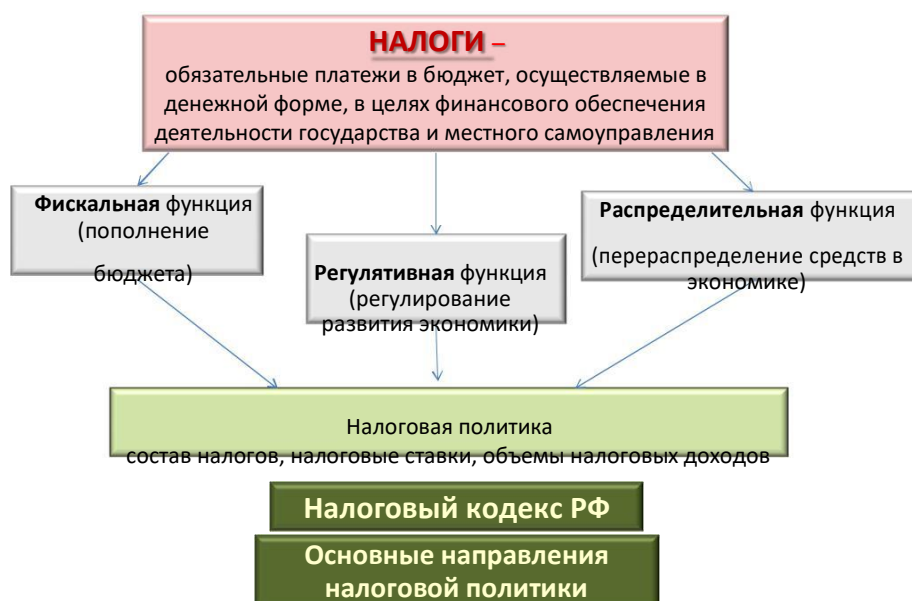 НАЛОГИ –
обязательные платежи в бюджет, осуществляемые в
денежной форме, в целях финансового обеспечения
деятельности государства и местного самоуправления
Фискальная функция
(пополнение
бюджета)
Регулятивная функция
(регулирование
развития экономики)
Распределительная функция
(перераспределение средств в
экономике)
Налоговая политика
состав налогов, налоговые ставки, объемы налоговых доходов
Налоговый кодекс РФ
Основные направления
налоговой политики